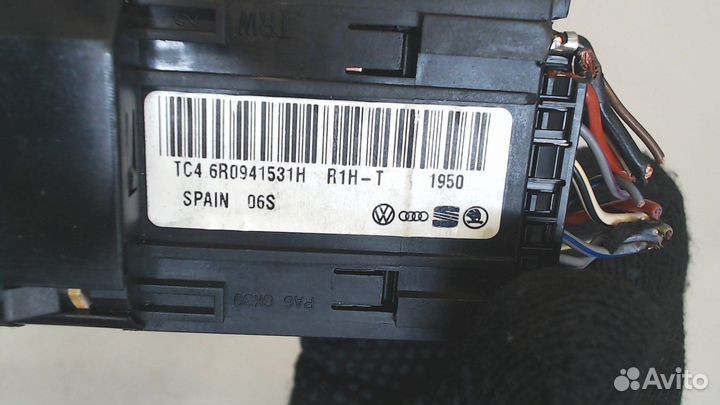 TRW
TC4 6R0941531H R1H-T 1950
SPAIN 06S
PA6 GK30
Avito